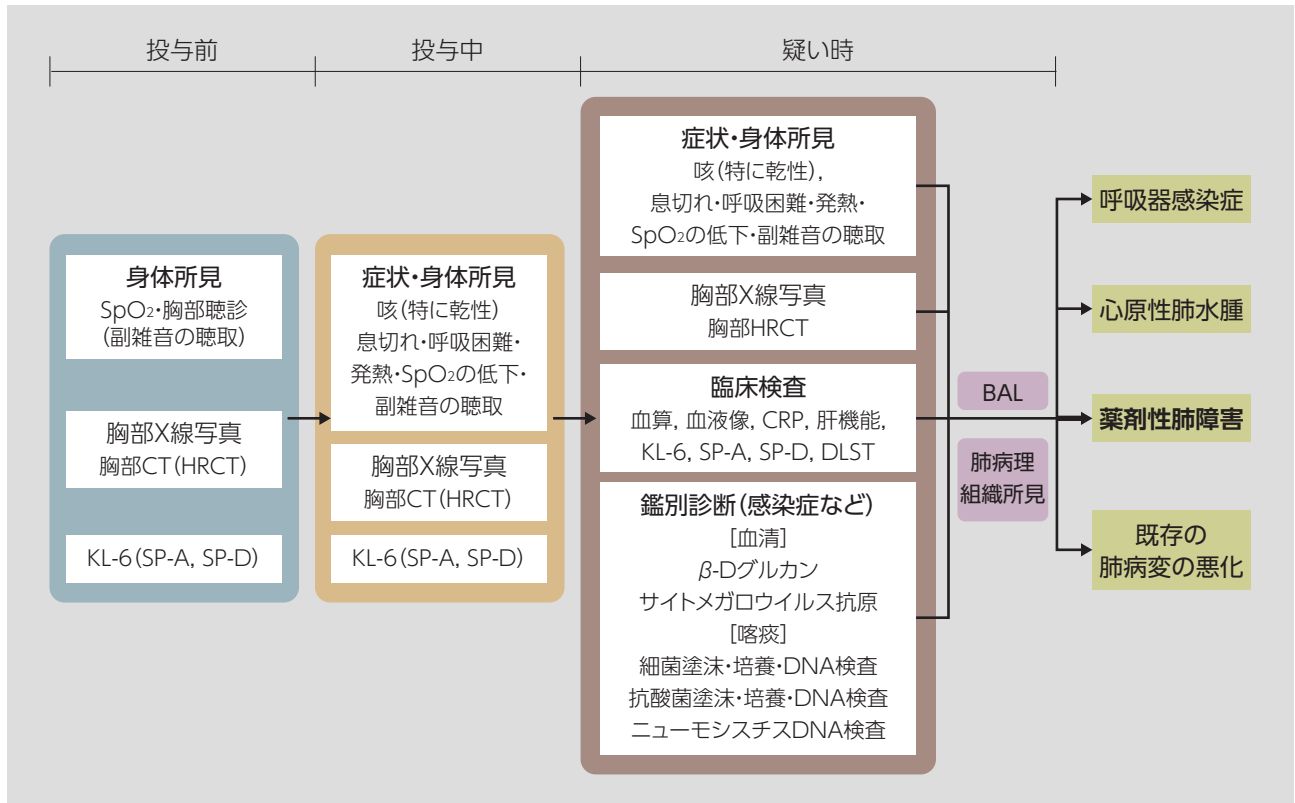 投与前
投与中
疑い時
身体所見
SpO2・胸部聴診
(副雑音の聴取)
胸部X線写真
胸部CT(HRCT)
KL-6(SP-A, SP-D)
症状・身体所見
咳(特に乾性)
息切れ・呼吸困難・
発熱・SpO2の低下・
副雑音の聴取
胸部X線写真
胸部CT(HRCT)
KL-6(SP-A, SP-D)
症状・身体所見
咳(特に乾性),
息切れ・呼吸困難・発熱・
SpO2の低下・副雑音の聴取
胸部X線写真
胸部HRCT
臨床検査
血算, 血液像, CRP, 肝機能,
KL-6, SP-A, SP-D, DLST
鑑別診断(感染症など)
[血清]
β-Dグルカン
サイトメガロウイルス抗原
[喀痰]
細菌塗沫・培養・DNA検査
抗酸菌塗沫・培養・DNA検査
ニューモシスチスDNA検査
BAL
肺病理
組織所見
呼吸器感染症
心原性肺水腫
薬剤性肺障害
既存の
肺病変の悪化